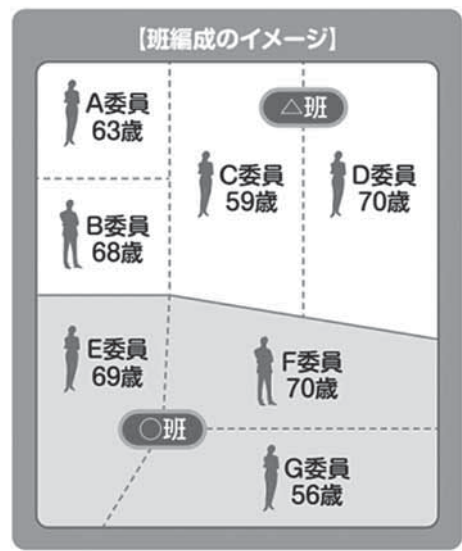 【班編成のイメージ】
A委員
63歳
△班
C委員
59歳
D委員
70歳
B委員
68歳
E委員
69歳
F委員
70歳
○班
G委員
56歳